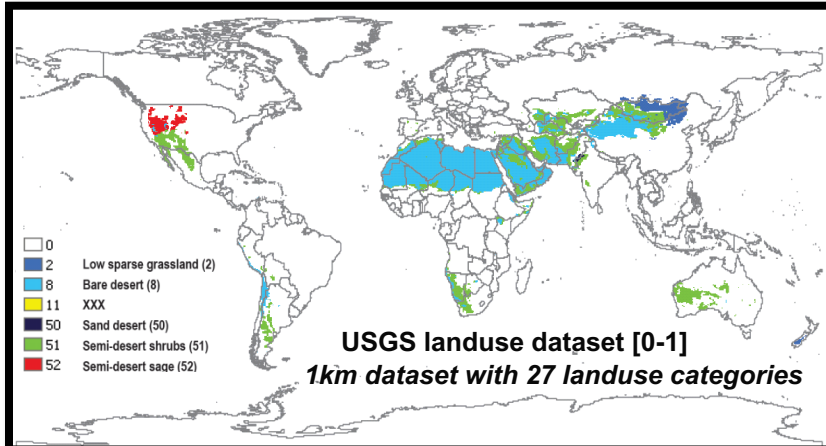 0
2 Low sparse grassland (2)
8 Bare desert (8)
11 XXX
50 Sand desert (50)
51 Semi-desert shrubs (51)
52 Semi-desert sage (52)
USGS landuse dataset [0-1]
1km dataset with 27 landuse categories